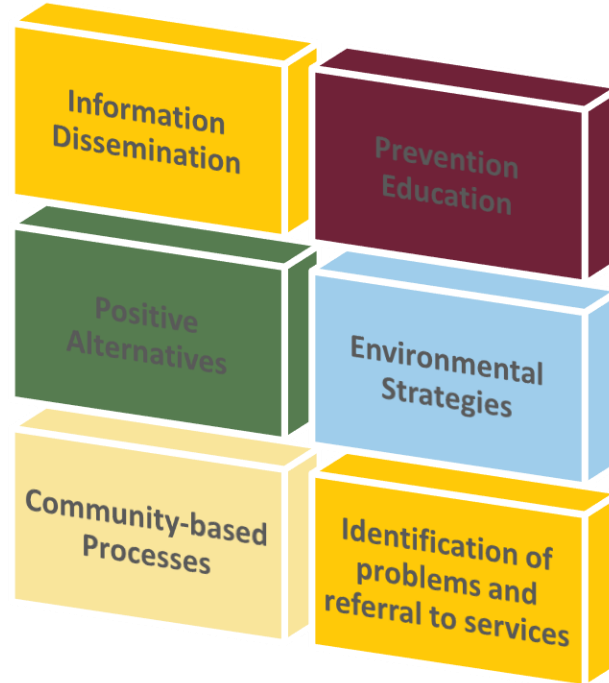 Information
Dissemination
Prevention
Education
Positive
Alternatives
Environmental
Strategies
Community-based
Processes
Identification of
problems and
referral to services